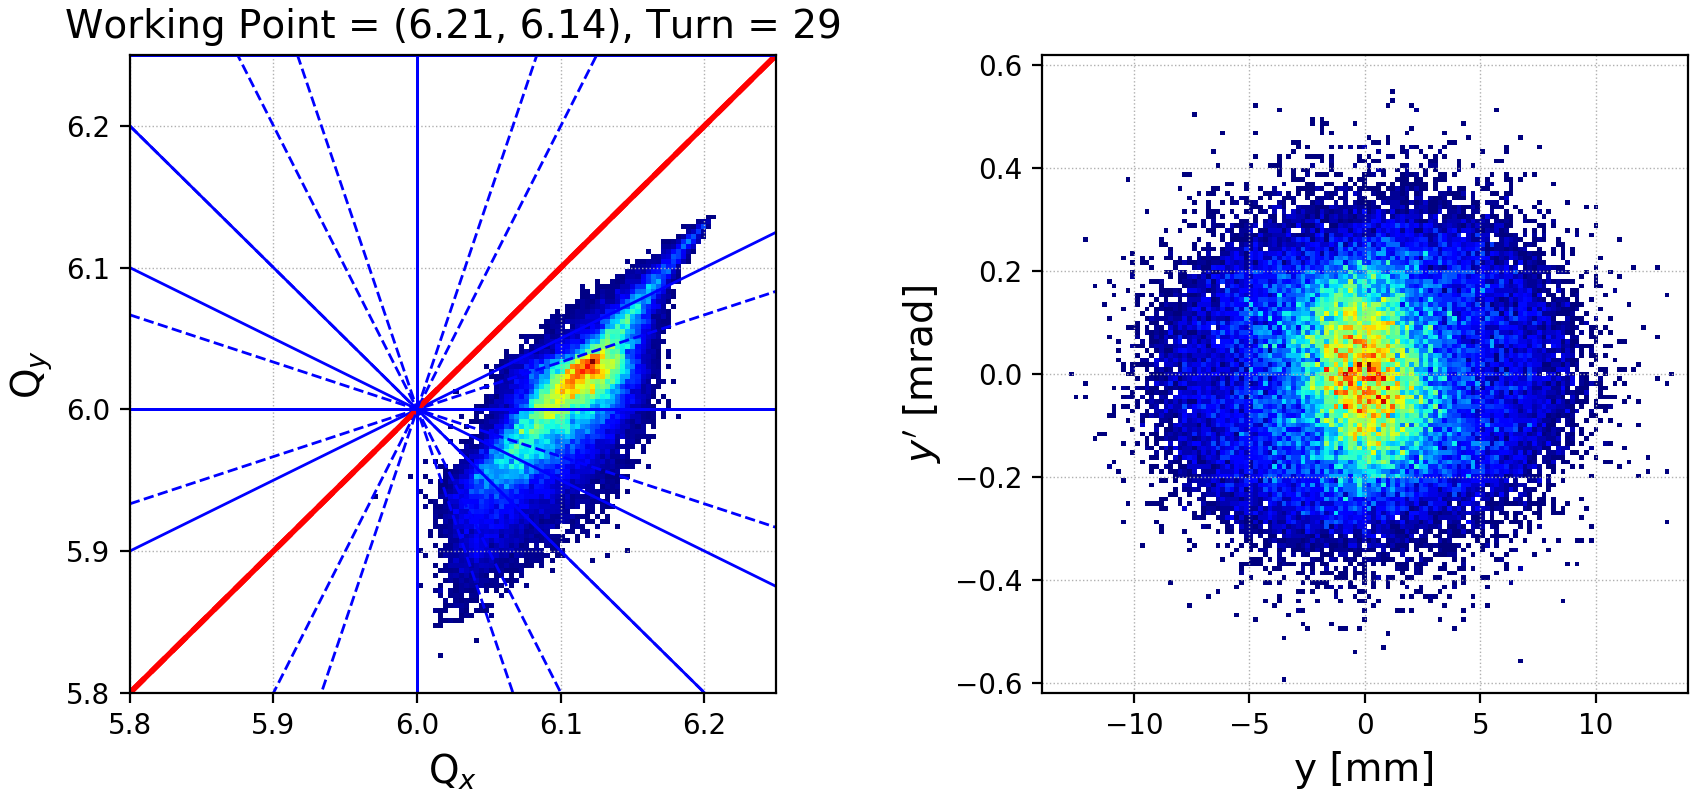 Working Point = (6.21, 6.14), Turn = 29
6.2
6.1
6.0
5.9
5.8
Q_y
5.8 5.9 6.0 6.1 6.2
Q_x
0.6
0.4
0.2
0.0
−0.2
−0.4
−0.6
y′ [mrad]
−10 −5 0 5 10
y [mm]